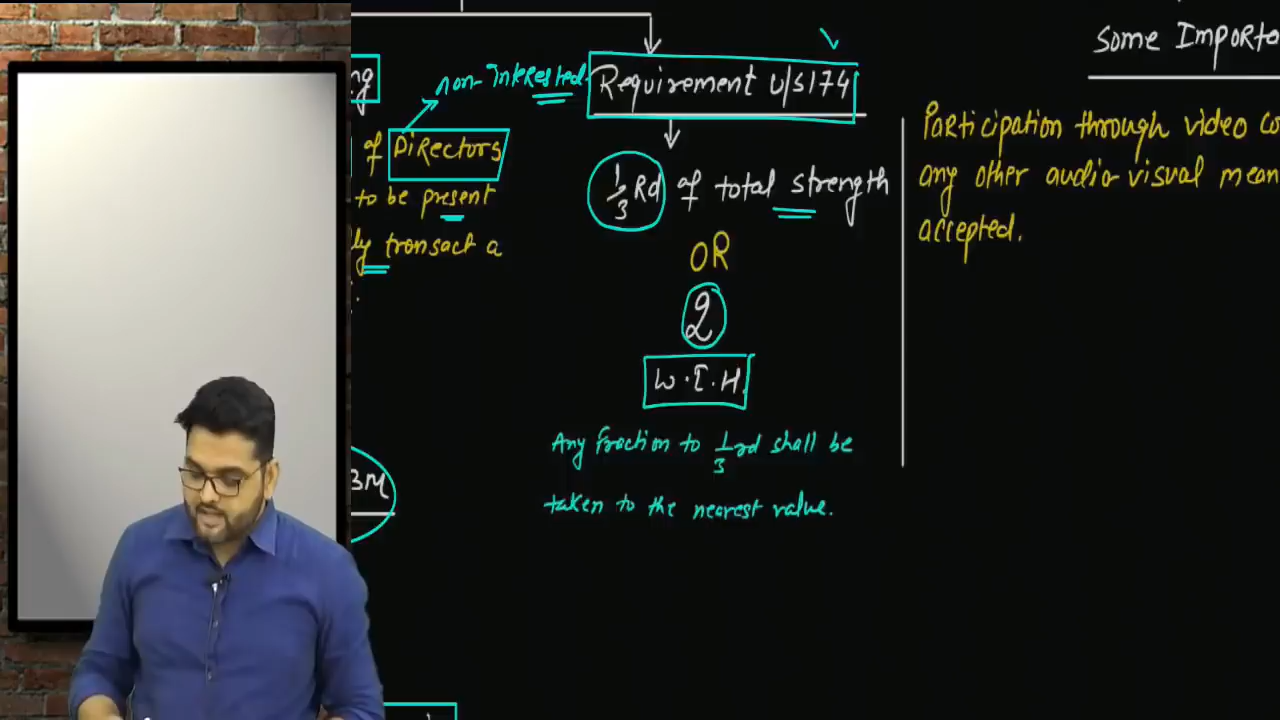 Some Importa
non-interested
Requirement U/S 174
ng
of Directors
to be present
ly transact a
1/3 Rd of total strength
OR
2
W.I.H.
Any fraction to 1/3rd shall be
taken to the nearest value.
Participation through video co
any other audio visual mean
accepted.
BM